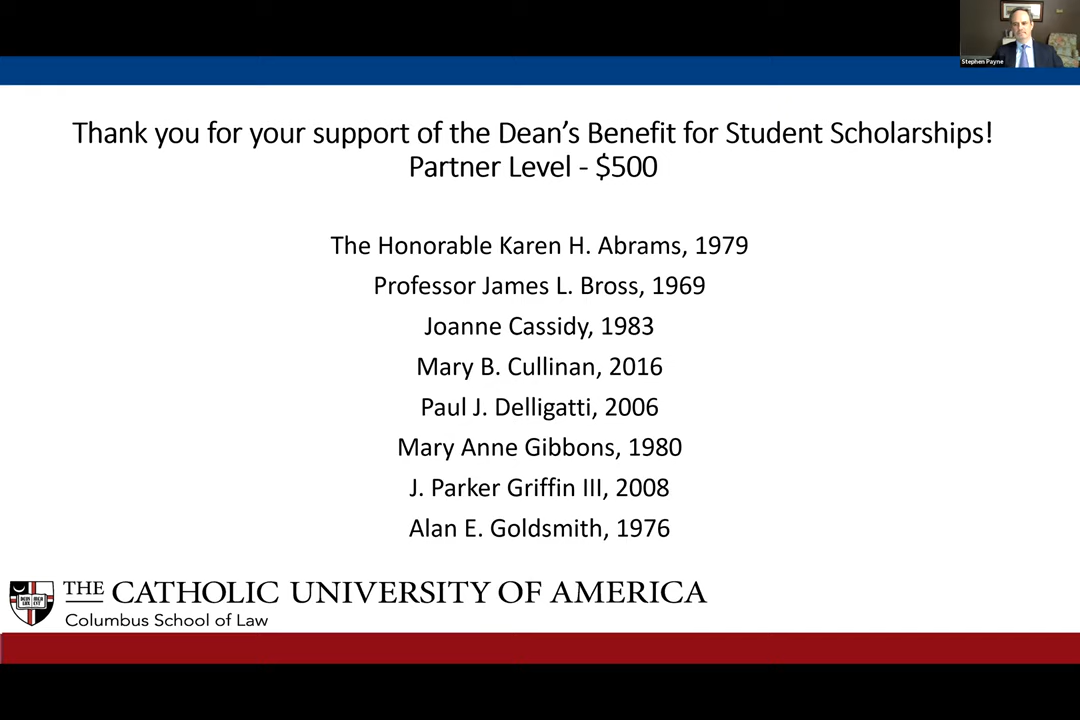 Stephen Payne
Thank you for your support of the Dean's Benefit for Student Scholarships!
Partner Level - $500
The Honorable Karen H. Abrams, 1979
Professor James L. Bross, 1969
Joanne Cassidy, 1983
Mary B. Cullinan, 2016
Paul J. Delligatti, 2006
Mary Anne Gibbons, 1980
J. Parker Griffin III, 2008
Alan E. Goldsmith, 1976
THE CATHOLIC UNIVERSITY OF AMERICA
Columbus School of Law